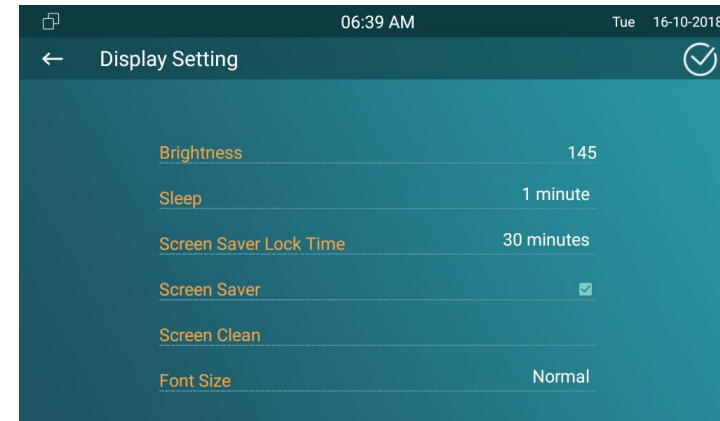 06:39 AM Tue 16-10-2018
Display Setting
Brightness 145
Sleep 1 minute
Screen Saver Lock Time 30 minutes
Screen Saver
Screen Clean
Font Size Normal